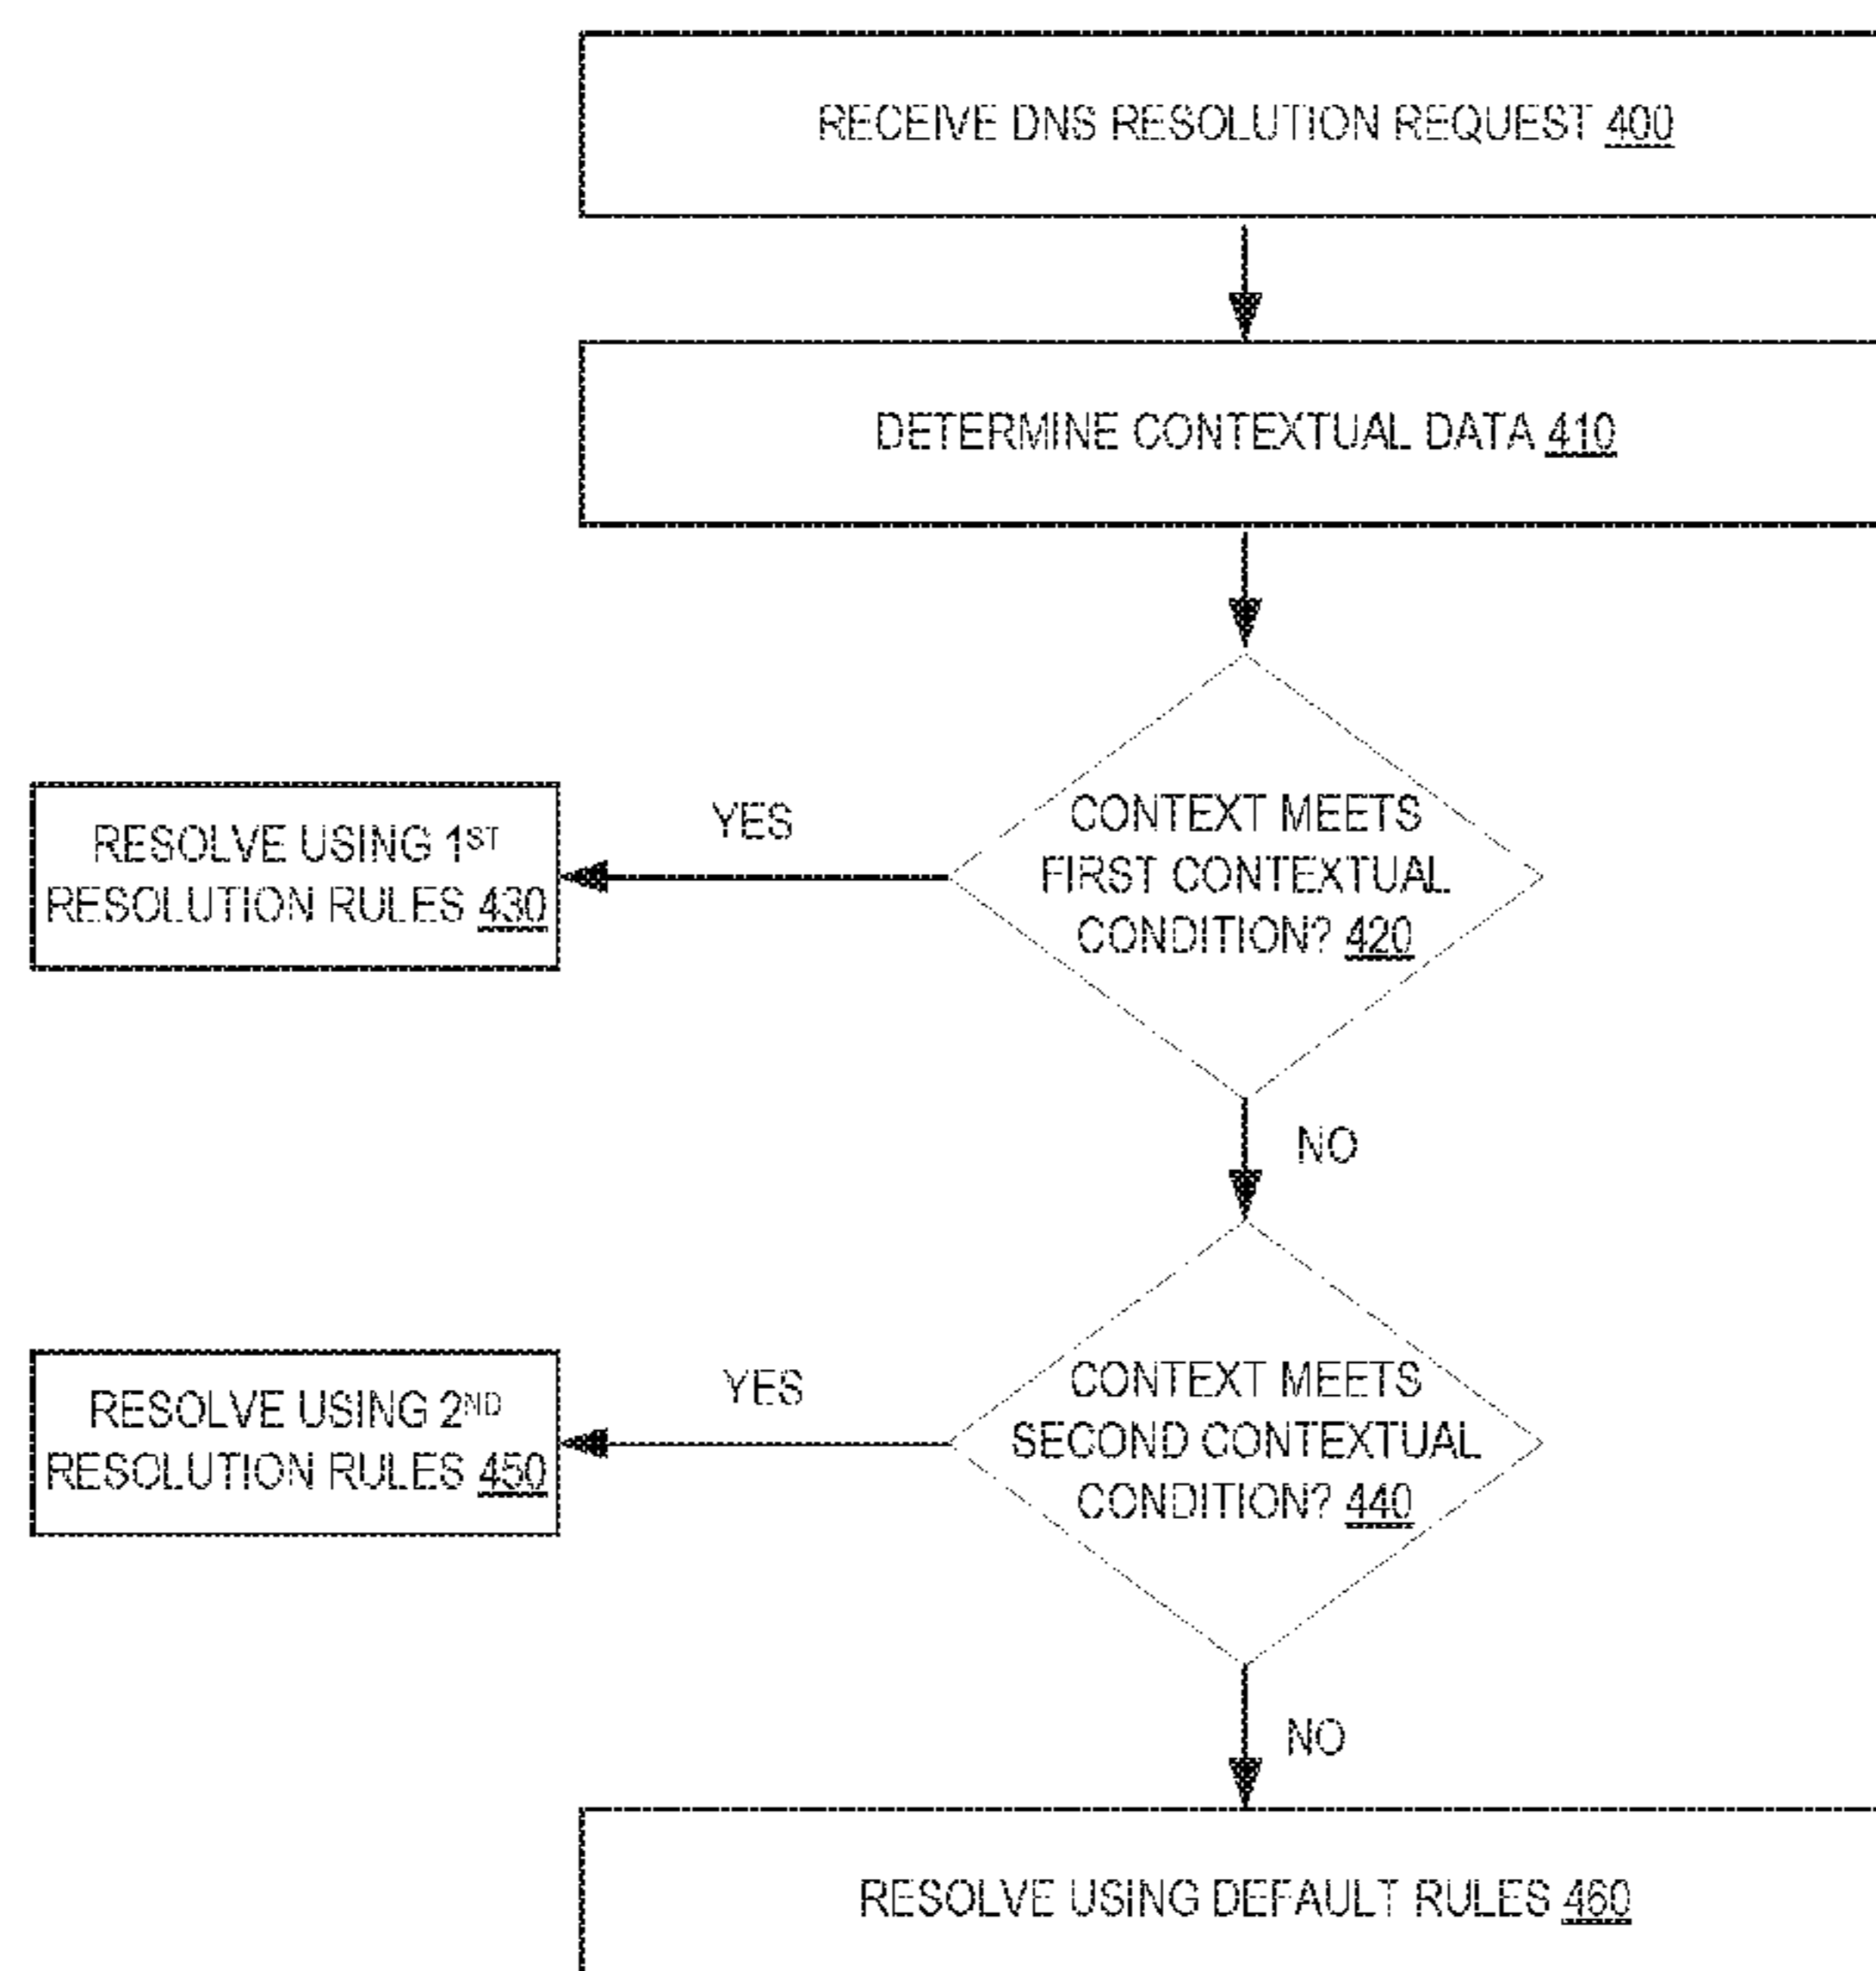 RECEIVE DNS RESOLUTION REQUEST 400
DETERMINE CONTEXTUAL DATA 410
CONTEXT MEETS
FIRST CONTEXTUAL
CONDITION? 420
YES
RESOLVE USING 1ST
RESOLUTION RULES 430
NO
CONTEXT MEETS
SECOND CONTEXTUAL
CONDITION? 440
YES
RESOLVE USING 2ND
RESOLUTION RULES 450
NO
RESOLVE USING DEFAULT RULES 460